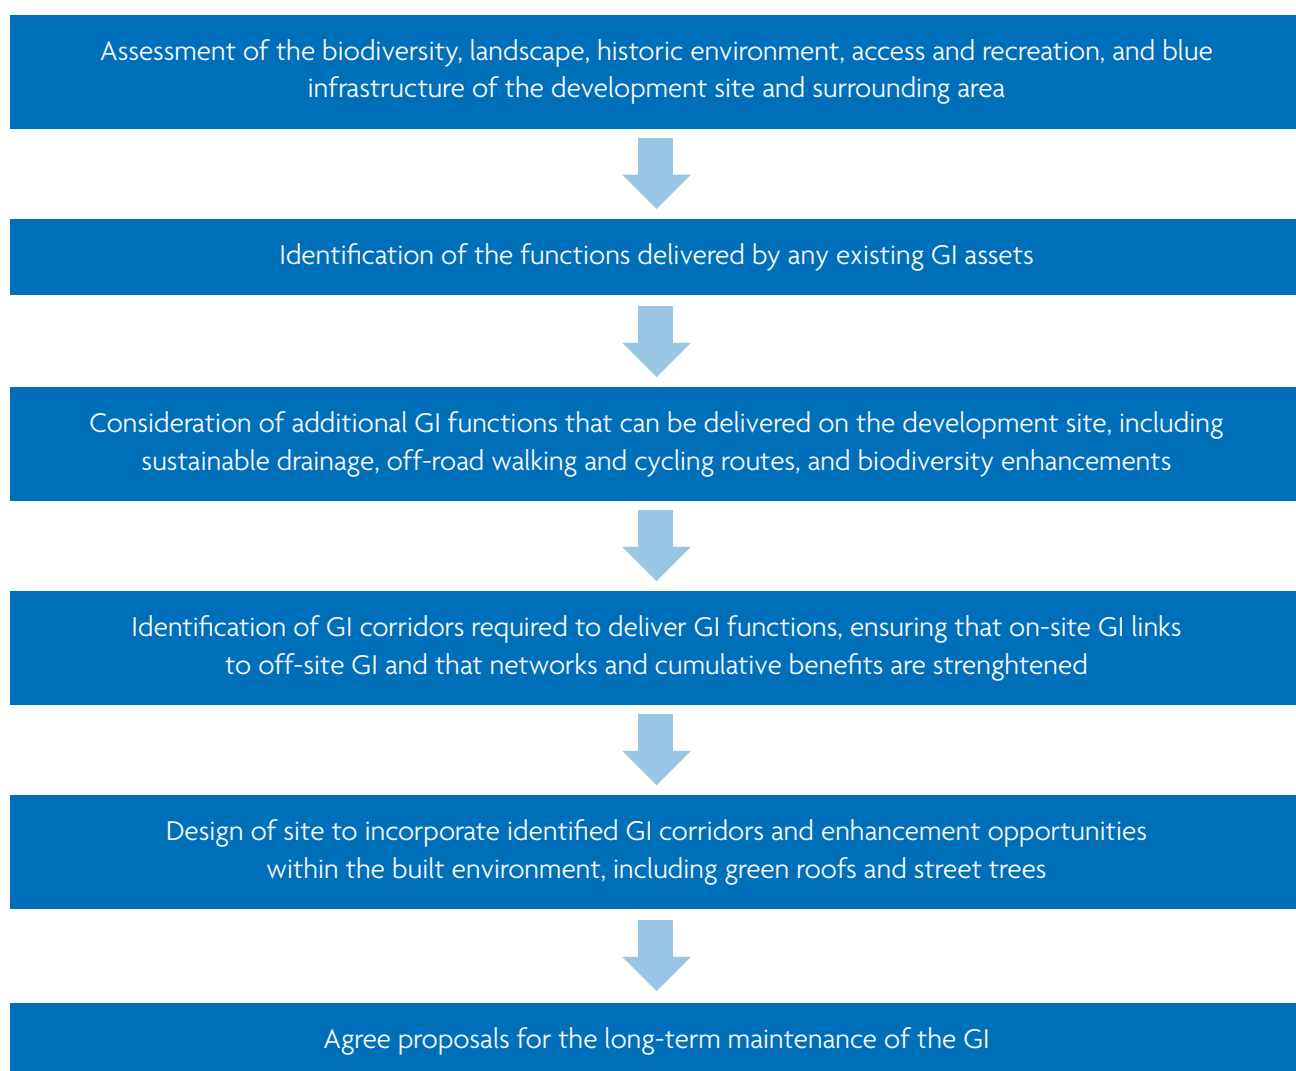 Assessment of the biodiversity, landscape, historic environment, access and recreation, and blue
infrastructure of the development site and surrounding area
Identification of the functions delivered by any existing GI assets
Consideration of additional GI functions that can be delivered on the development site, including
sustainable drainage, off-road walking and cycling routes, and biodiversity enhancements
Identification of GI corridors required to deliver GI functions, ensuring that on-site GI links
to off-site GI and that networks and cumulative benefits are strenghtened
Design of site to incorporate identified GI corridors and enhancement opportunities
within the built environment, including green roofs and street trees
Agree proposals for the long-term maintenance of the GI